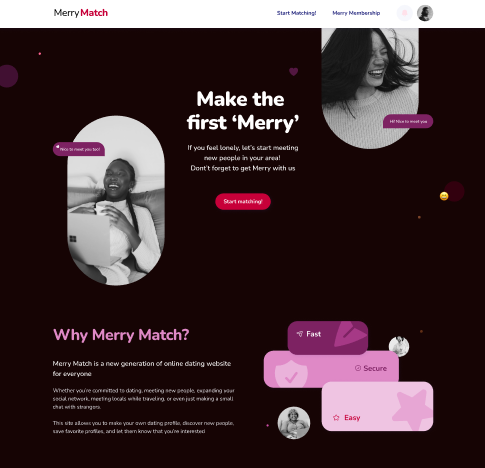 MerryMatch
Start Matching!
Merry Membership
Hi! Nice to meet you
Make the
first ‘Merry’
Nice to meet you too!
If you feel lonely, let’s start meeting
new people in your area!
Dont’t forget to get Merry with us
Start matching!
Why Merry Match?
Merry Match is a new generation of online dating website
for everyone
Whether you’re committed to dating, meeting new people, expanding your
social network, meeting locals while traveling, or even just making a small
chat with strangers.
This site allows you to make your own dating profile, discover new people,
save favorite profiles, and let them know that you’re interested
Fast
Secure
Easy